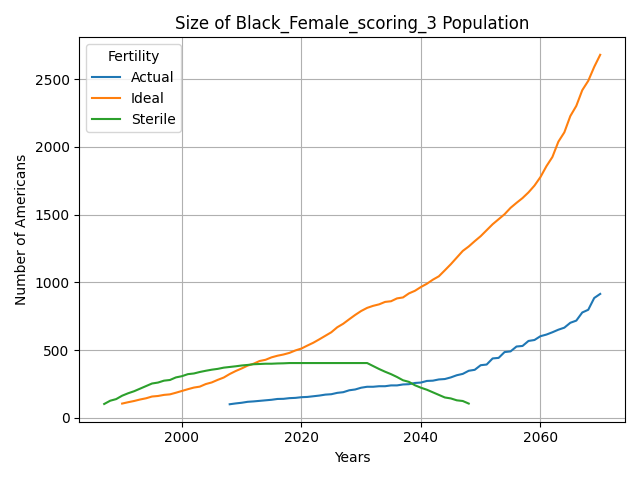 Size of Black_Female_scoring_3 Population
Fertility
Actual
Ideal
Sterile
Number of Americans
2500
2000
1500
1000
500
0
2000
2020
2040
2060
Years